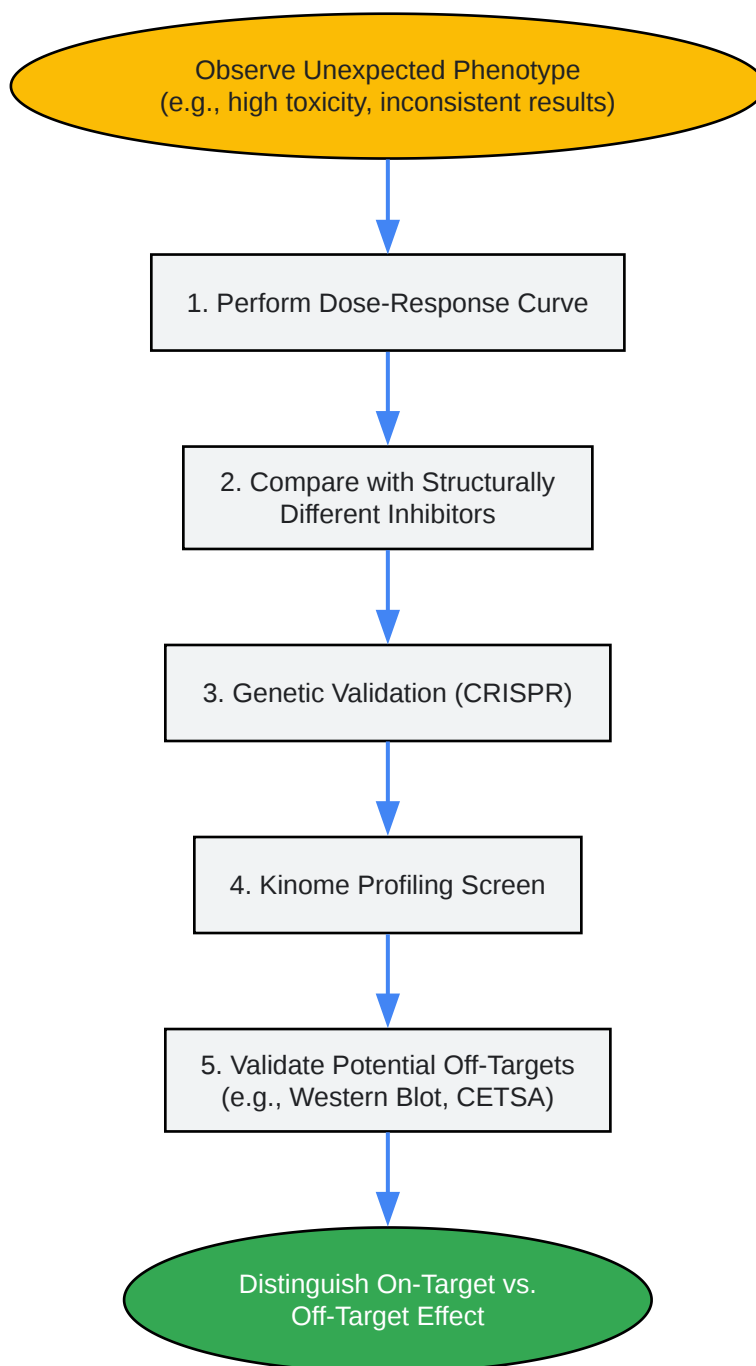 Observe Unexpected Phenotype
(e.g., high toxicity, inconsistent results)
1. Perform Dose-Response Curve
2. Compare with Structurally
Different Inhibitors
3. Genetic Validation (CRISPR)
4. Kinome Profiling Screen
5. Validate Potential Off-Targets
(e.g., Western Blot, CETSA)
Distinguish On-Target vs.
Off-Target Effect